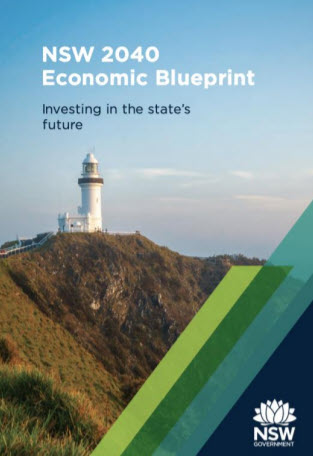 NSW 2040
Economic Blueprint
Investing in the state's
future
NSW
GOVERNMENT